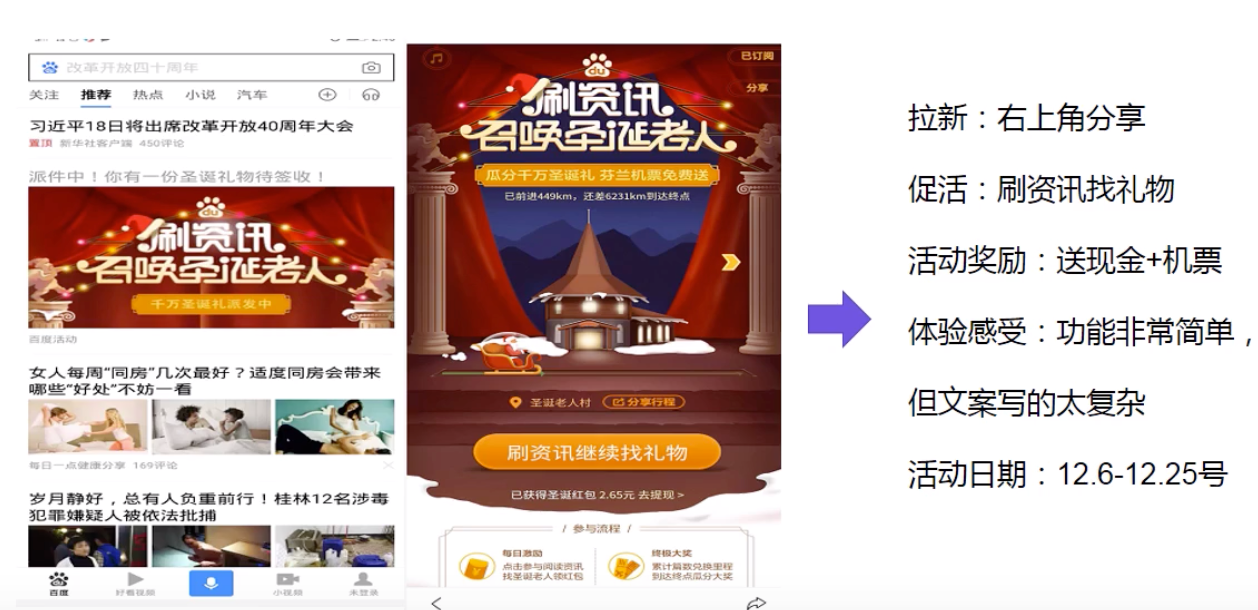 改革开放四十周年
关注 推荐 热点 小说 汽车
习近平18日将出席改革开放40周年大会
置顶 新华社客户端 450评论
派件中！你有一份圣诞礼物待签收！
du
刷资讯
召唤圣诞老人
千万圣诞礼派发中
百度活动
女人每周“同房”几次最好？适度同房会带来
哪些“好处”不妨一看
每日一点健康分享 169评论
岁月静好，总有人负重前行！桂林12名涉毒
犯罪嫌疑人被依法批捕
百度 好看视频 小视频 未登录
已订阅
分享
du
刷资讯
召唤圣诞老人
瓜分千万圣诞礼 芬兰机票免费送
已前进449km，还差6231km到达终点
圣诞老人村 分享行程
刷资讯继续找礼物
已获得圣诞红包 2.65元 去提现 >
/ 参与流程 /
每日激励
点击参与阅读资讯
找圣诞老人领红包
终极大奖
累计篇数兑换里程
到达终点瓜分大奖
拉新：右上角分享
促活：刷资讯找礼物
活动奖励：送现金+机票
体验感受：功能非常简单，
但文案写的太复杂
活动日期：12.6-12.25号